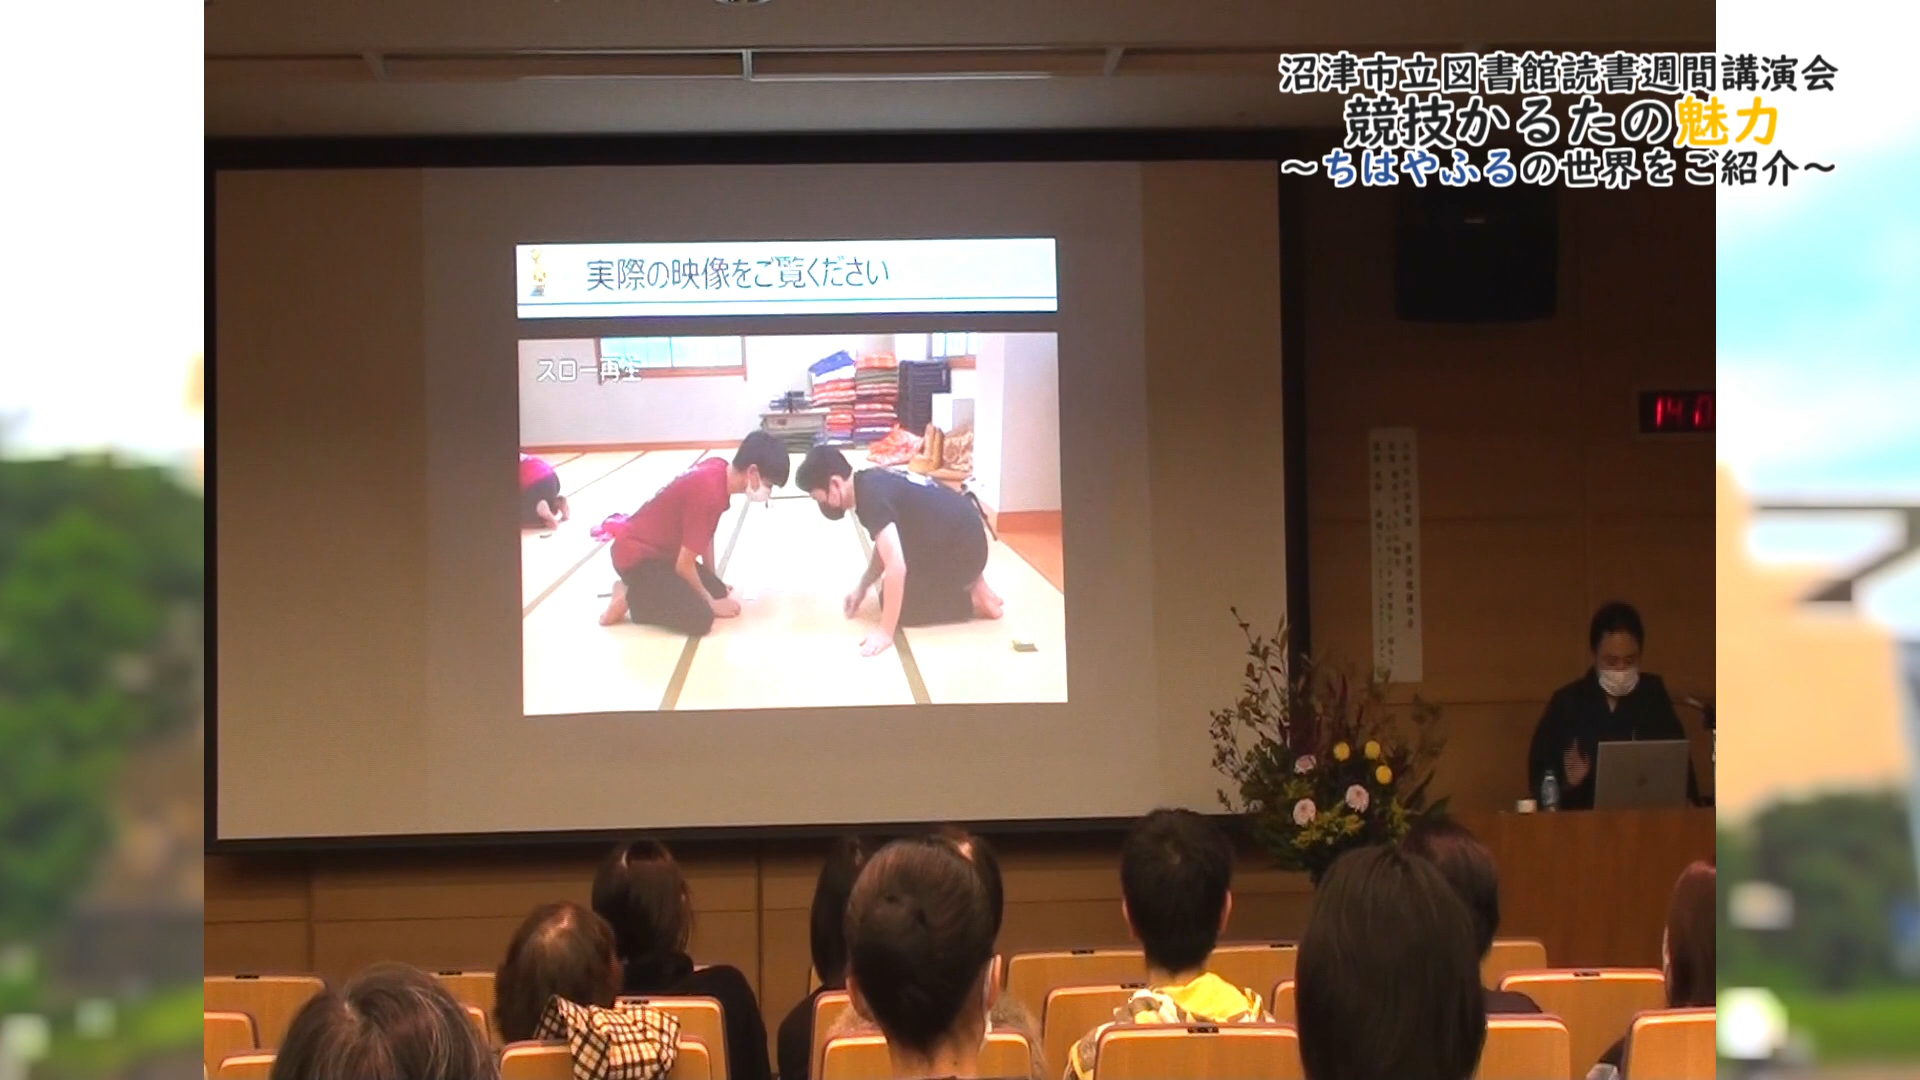 沼津市立図書館読書週間講演会
競技かるたの魅力
～ちはやふるの世界をご紹介～
実際の映像をご覧ください
スロー再生